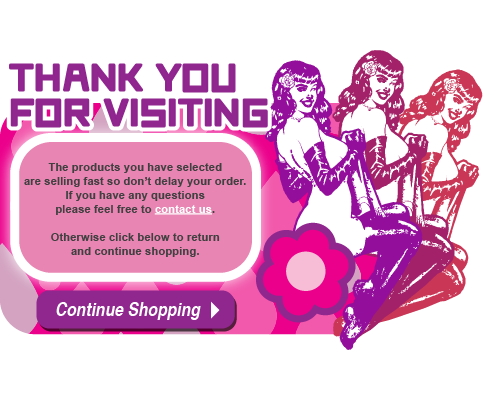 THANK YOU
FOR VISITING
The products you have selected
are selling fast so don't delay your order.
If you have any questions
please feel free to contact us.
Otherwise click below to return
and continue shopping.
Continue Shopping